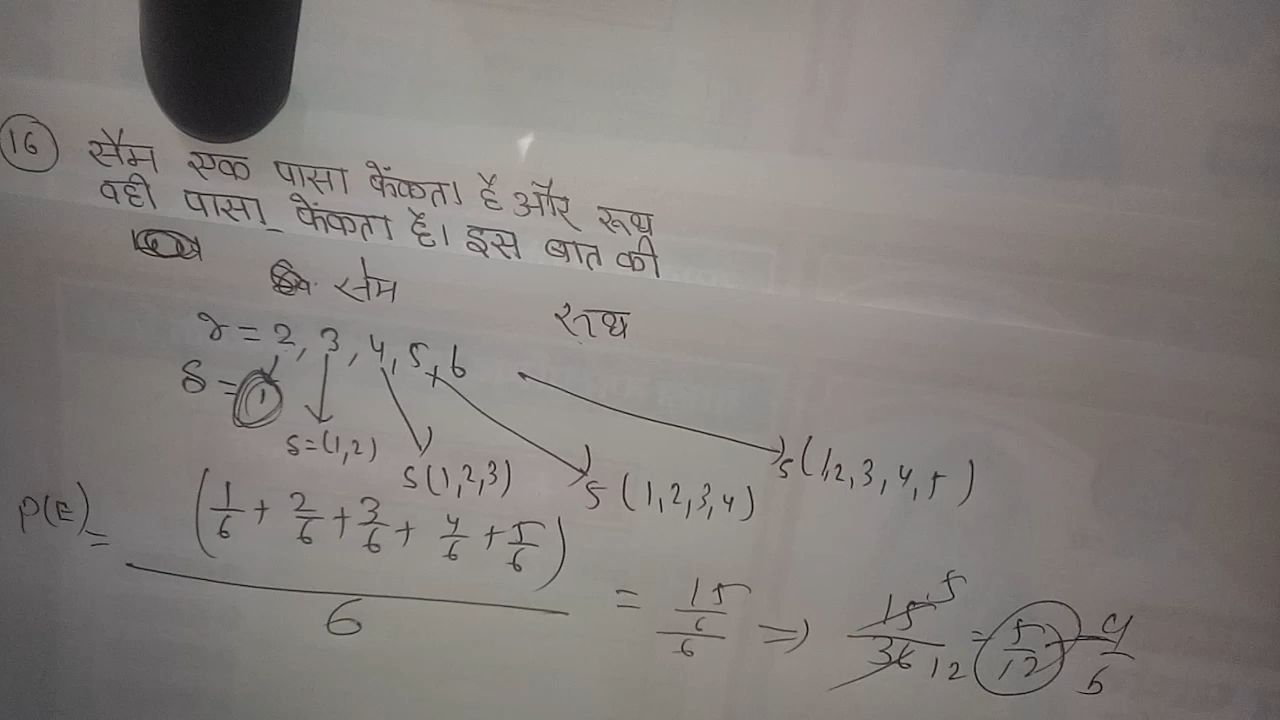 16 सैम एक पासा फेंकता है और रूथ
वही पासा फेंकता है। इस बात की
सैम रूथ
r = 2, 3, 4, 5, 6
S = 1
S=(1,2) S(1,2,3) S(1,2,3,4) S(1,2,3,4,5)
P(E) = (1/6 + 2/6 + 3/6 + 4/6 + 5/6) / 6 = 15/6 / 6 => 15/36 5 12 = 5/12